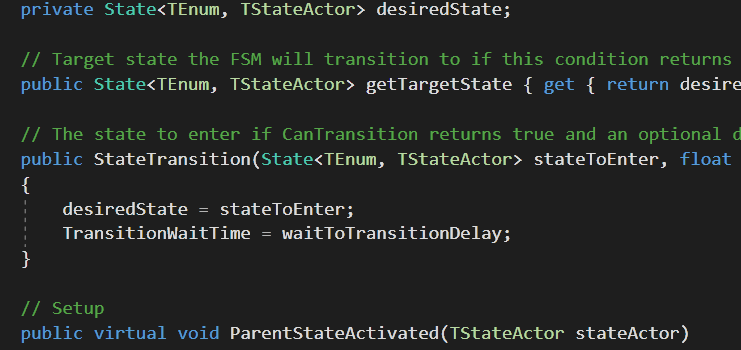 private State<TEnum, TStateActor> desiredState;
// Target state the FSM will transition to if this condition returns
public State<TEnum, TStateActor> getTargetState { get { return desire
// The state to enter if CanTransition returns true and an optional d
public StateTransition(State<TEnum, TStateActor> stateToEnter, float
{
desiredState = stateToEnter;
TransitionWaitTime = waitToTransitionDelay;
}
// Setup
public virtual void ParentStateActivated(TStateActor stateActor)